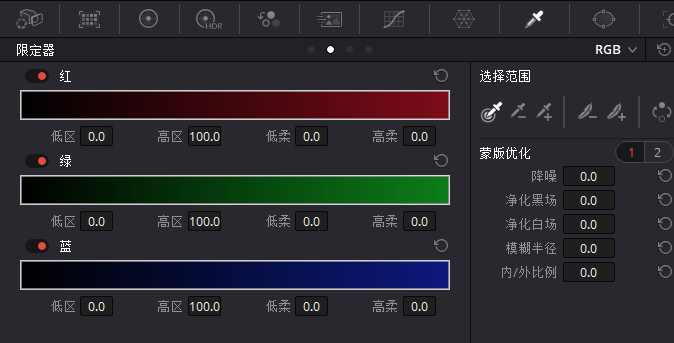 HDR
限定器
RGB
红
低区 0.0 高区 100.0 低柔 0.0 高柔 0.0
绿
低区 0.0 高区 100.0 低柔 0.0 高柔 0.0
蓝
低区 0.0 高区 100.0 低柔 0.0 高柔 0.0
选择范围
蒙版优化 1 2
降噪 0.0
净化黑场 0.0
净化白场 0.0
模糊半径 0.0
内/外比例 0.0